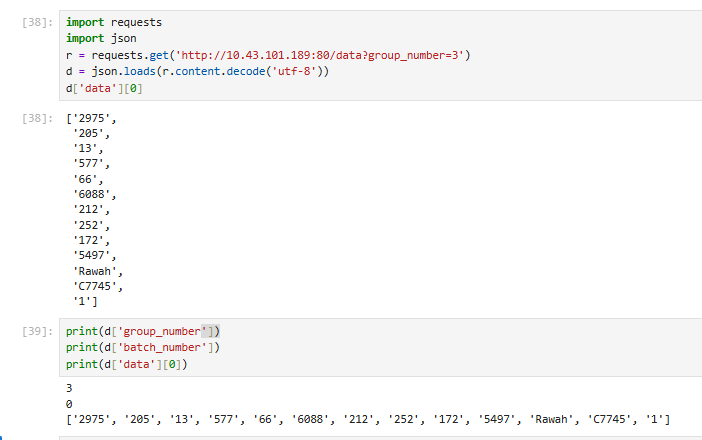 [38]: import requests
import json
r = requests.get('http://10.43.101.189:80/data?group_number=3')
d = json.loads(r.content.decode('utf-8'))
d['data'][0]
[38]: ['2975',
'205',
'13',
'577',
'66',
'6088',
'212',
'252',
'172',
'5497',
'Rawah',
'C7745',
'1']
[39]: print(d['group_number'])
print(d['batch_number'])
print(d['data'][0])
3
0
['2975', '205', '13', '577', '66', '6088', '212', '252', '172', '5497', 'Rawah', 'C7745', '1']